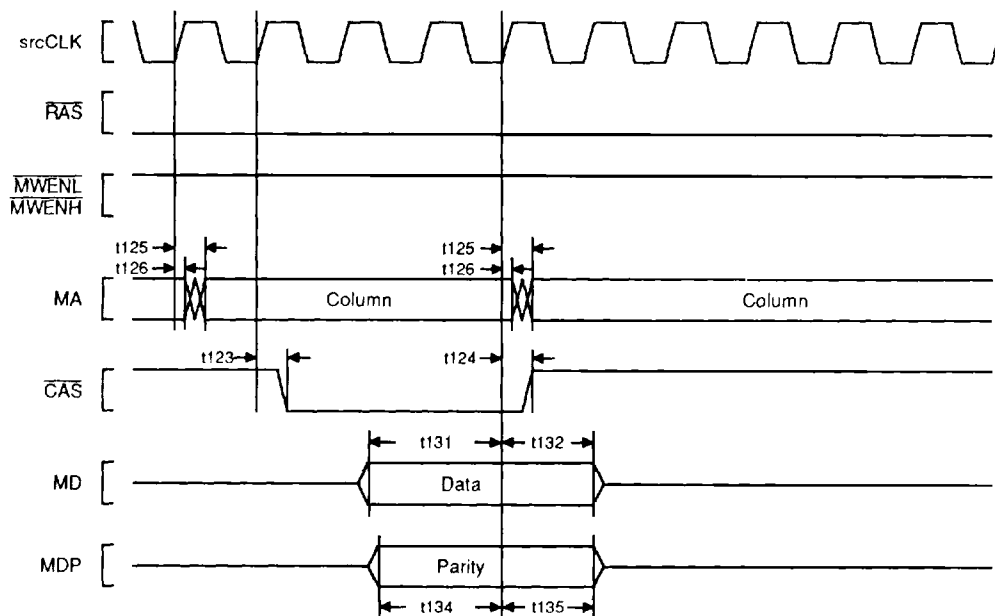 srcCLK
RAS
MWENL
MWENH
t125 t125
t126 t126
MA Column Column
t123 t124
CAS
t131 t132
MD Data
MDP Parity
t134 t135